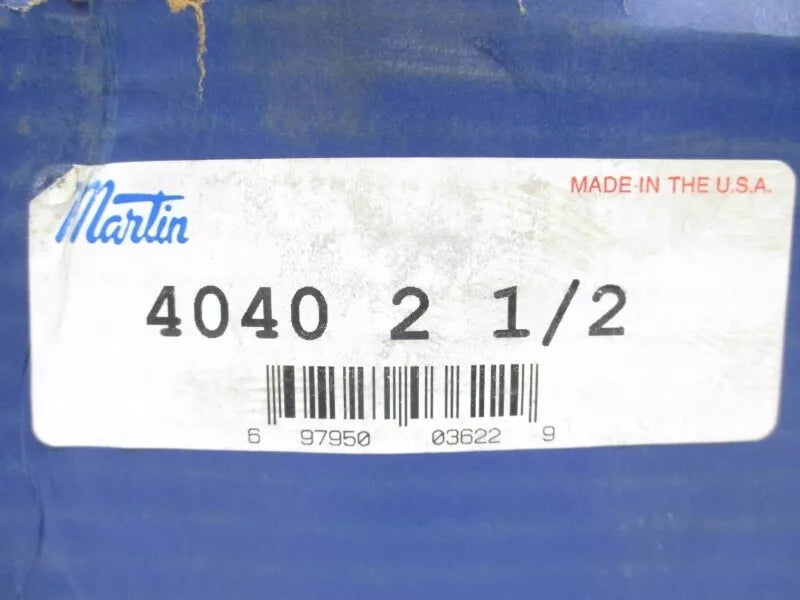 Martin
MADE IN THE U.S.A.
4040 2 1/2
6 97950 03622 9